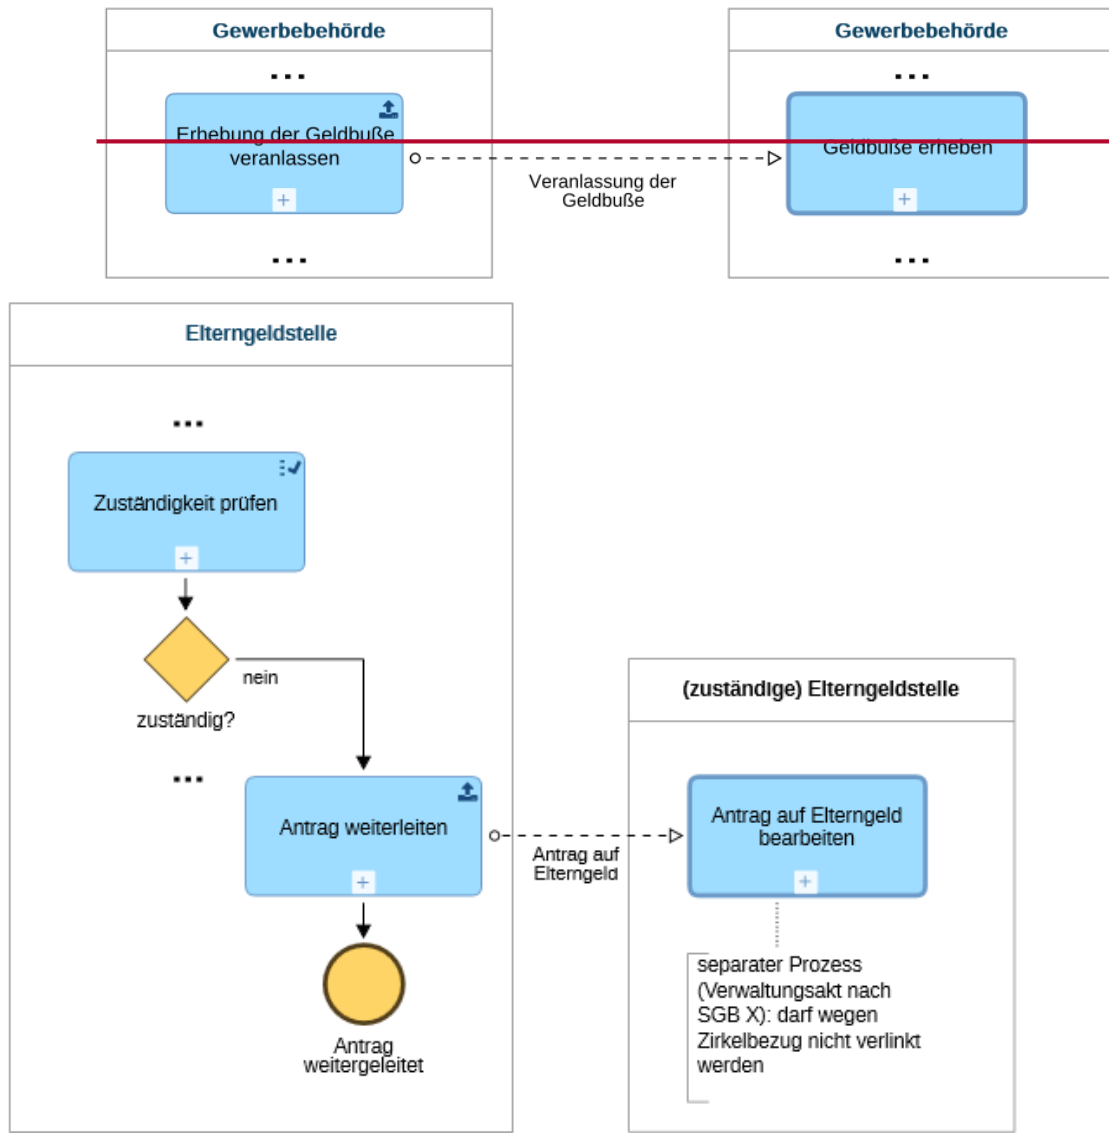 Gewerbebehörde
Gewerbebehörde
...
...
Erhebung der Geldbuße
veranlassen
Geldbuße erheben
Veranlassung der
Geldbuße
...
...
Elterngeldstelle
...
Zuständigkeit prüfen
nein
zuständig?
(zuständige) Elterngeldstelle
...
Antrag weiterleiten
Antrag auf
Elterngeld
Antrag auf Elterngeld
bearbeiten
Antrag
weitergeleitet
separater Prozess
(Verwaltungsakt nach
SGB X): darf wegen
Zirkelbezug nicht verlinkt
werden